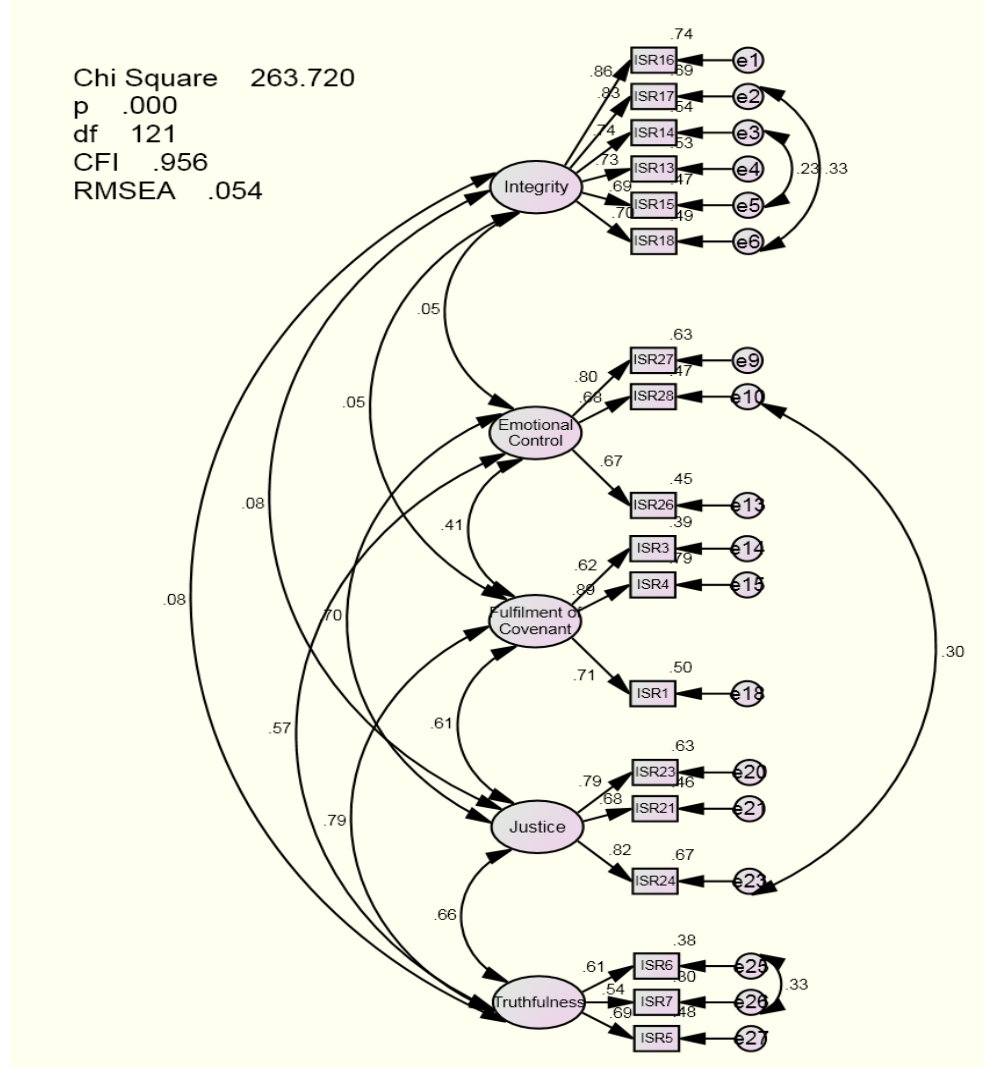 Chi Square 263.720
p .000
df 121
CFI .956
RMSEA .054
.74
.86 ISR16 e1
.69
.83 ISR17 e2
.54
.74 ISR14 e3
.53
.73 ISR13 e4
.47
.69 ISR15 e5
.49
.70 ISR18 e6
.23 .33
Integrity
.05
.05
.08
.08
.63
.80 ISR27 e9
.47
.68 ISR28 e10
.45
.67 ISR26 e13
Emotional
Control
.41
.70
.57
.39
.62 ISR3 e14
.79
.89 ISR4 e15
.50
.71 ISR1 e18
Fulfilment of
Covenant
.30
.61
.79
.63
.79 ISR23 e20
.46
.68 ISR21 e21
.67
.82 ISR24 e23
Justice
.66
.38
.61 ISR6 e25
.30
.54 ISR7 e26
.48
.69 ISR5 e27
.33
Truthfulness